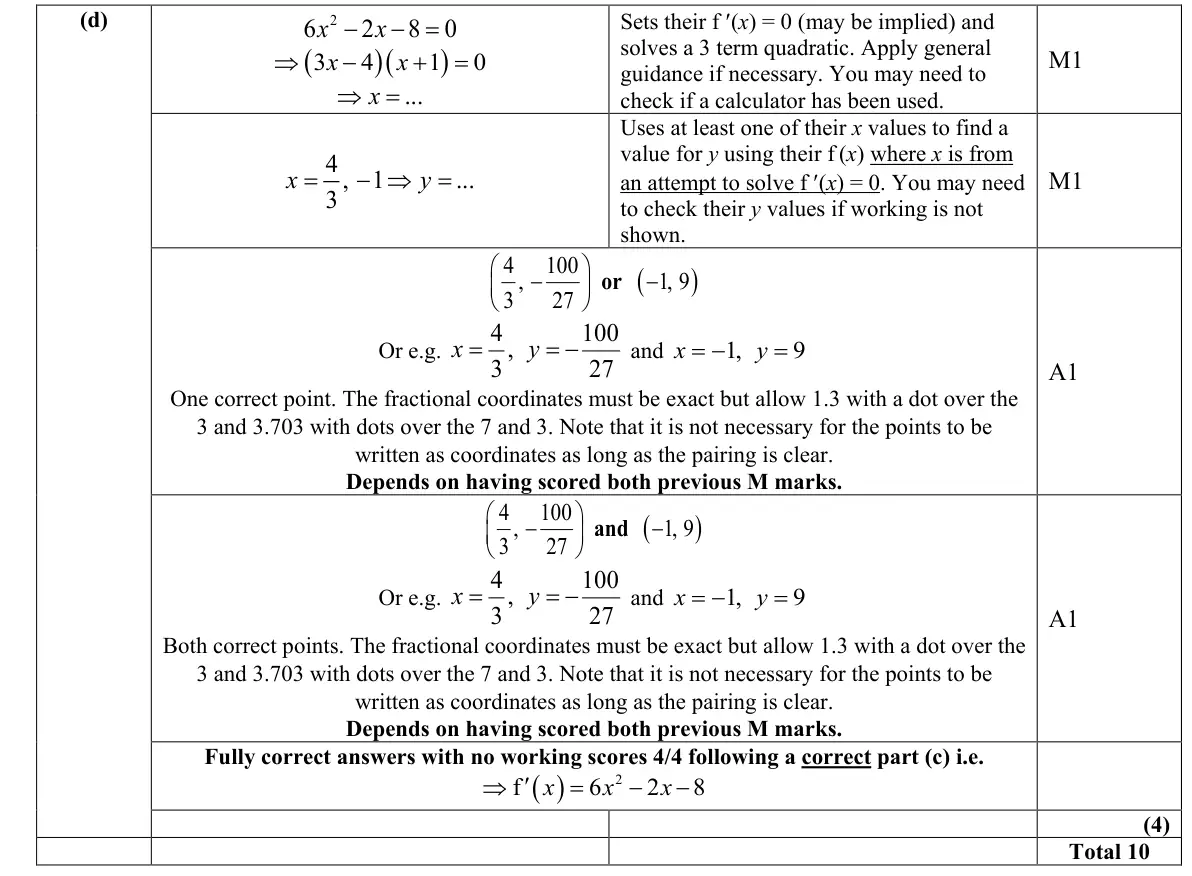 (d)
6x² − 2x − 8 = 0
⇒ (3x − 4)(x + 1) = 0
⇒ x = ...
Sets their f ′(x) = 0 (may be implied) and
solves a 3 term quadratic. Apply general
guidance if necessary. You may need to
check if a calculator has been used.
M1
x = 4/3, −1 ⇒ y = ...
Uses at least one of their x values to find a
value for y using their f (x) where x is from
an attempt to solve f ′(x) = 0. You may need
to check their y values if working is not
shown.
M1
(4/3, −100/27) or (−1, 9)
Or e.g. x = 4/3, y = −100/27 and x = −1, y = 9
One correct point. The fractional coordinates must be exact but allow 1.3 with a dot over the
3 and 3.703 with dots over the 7 and 3. Note that it is not necessary for the points to be
written as coordinates as long as the pairing is clear.
Depends on having scored both previous M marks.
A1
(4/3, −100/27) and (−1, 9)
Or e.g. x = 4/3, y = −100/27 and x = −1, y = 9
Both correct points. The fractional coordinates must be exact but allow 1.3 with a dot over the
3 and 3.703 with dots over the 7 and 3. Note that it is not necessary for the points to be
written as coordinates as long as the pairing is clear.
Depends on having scored both previous M marks.
A1
Fully correct answers with no working scores 4/4 following a correct part (c) i.e.
⇒ f′(x) = 6x² − 2x − 8
(4)
Total 10